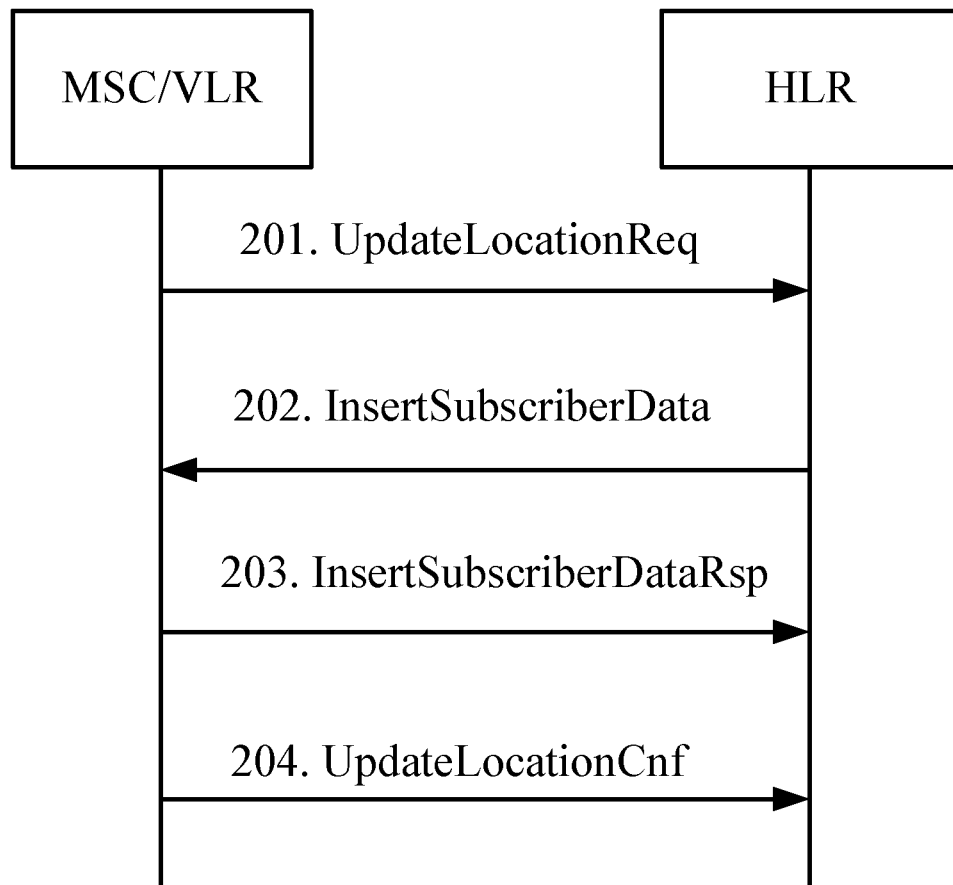 MSC/VLR
HLR
201. UpdateLocationReq
202. InsertSubscriberData
203. InsertSubscriberDataRsp
204. UpdateLocationCnf